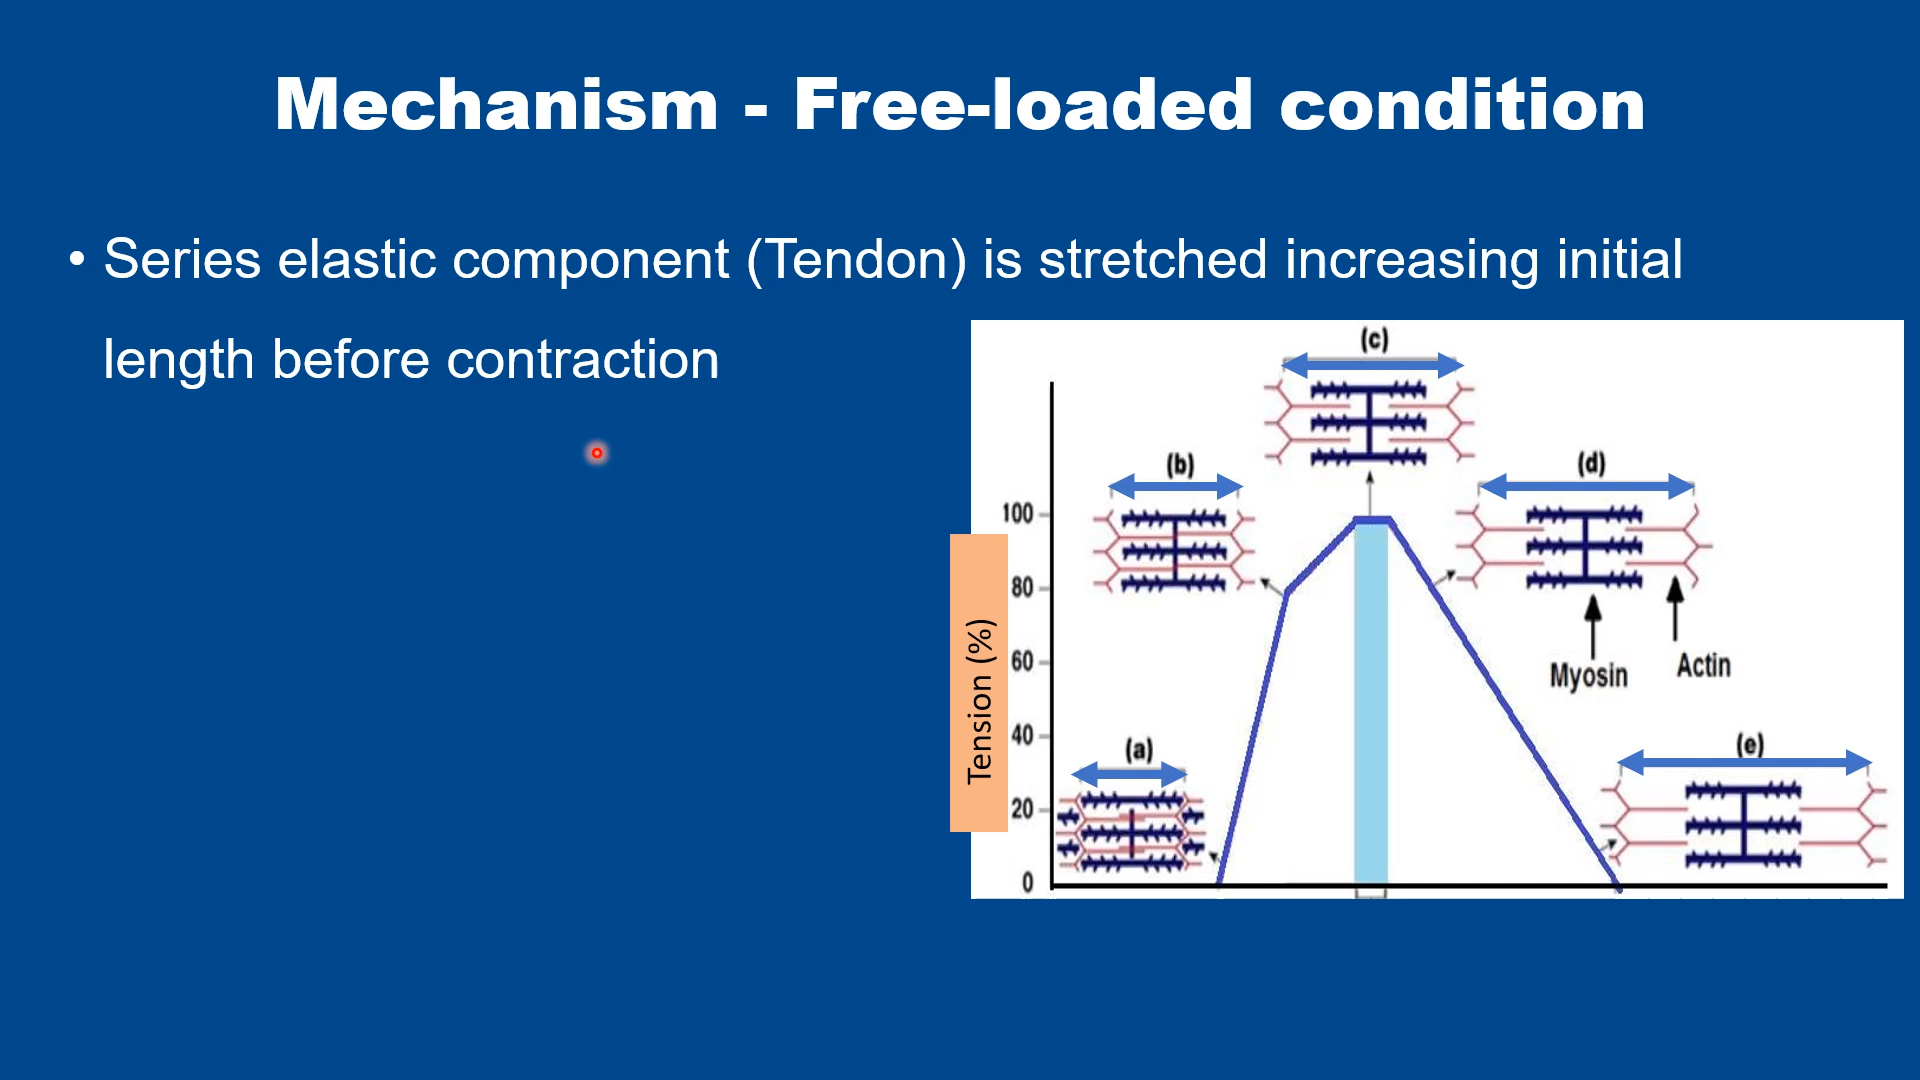 Mechanism - Free-loaded condition
• Series elastic component (Tendon) is stretched increasing initial
length before contraction
(c)
(b)
(d)
100
80
Tension (%)
60
Myosin
Actin
40
(a)
(e)
20
0